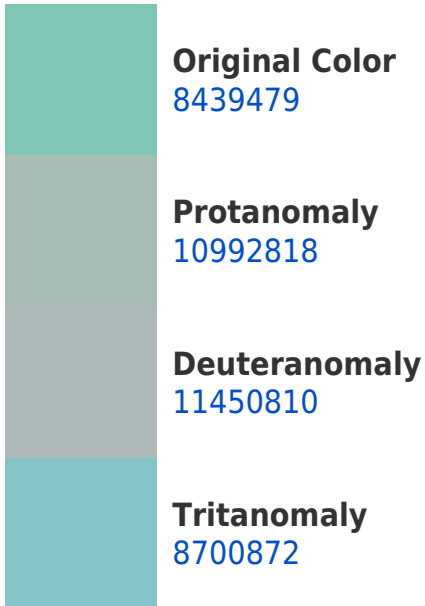 Original Color
8439479
Protanomaly
10992818
Deuteranomaly
11450810
Tritanomaly
8700872